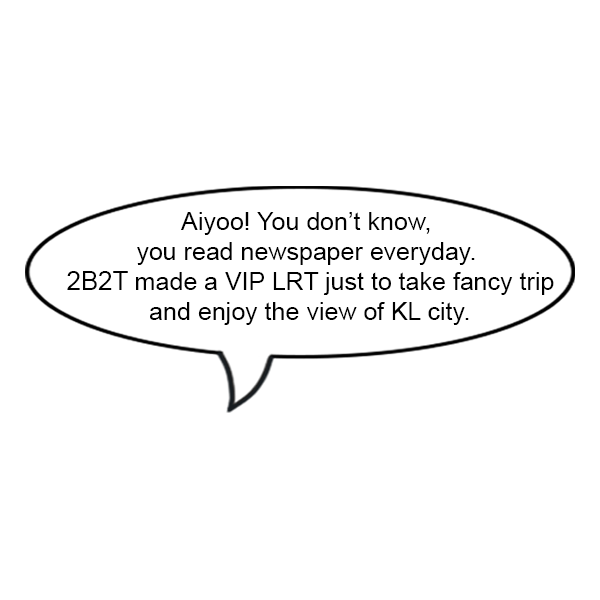 Aiyoo! You don't know,
you read newspaper everyday.
2B2T made a VIP LRT just to take fancy trip
and enjoy the view of KL city.